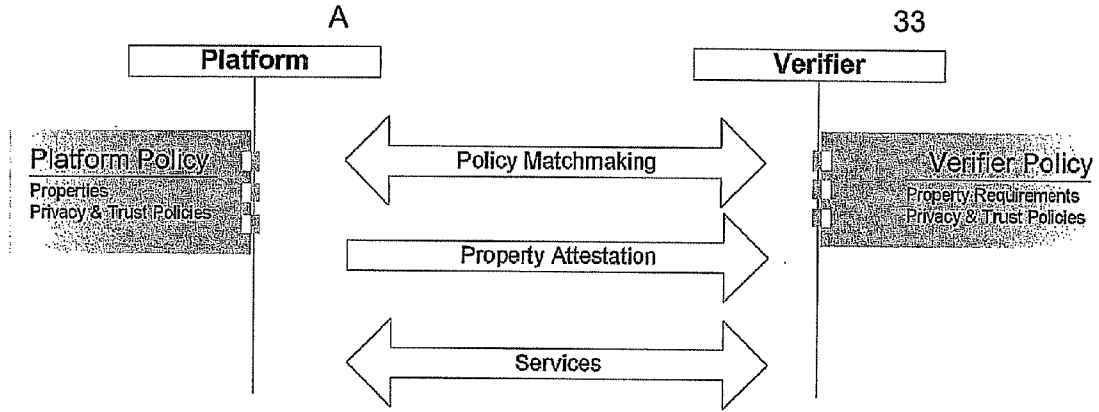 A
33
Platform
Verifier
Platform Policy
Properties
Privacy & Trust Policies
Policy Matchmaking
Verifier Policy
Property Requirements
Privacy & Trust Policies
Property Attestation
Services